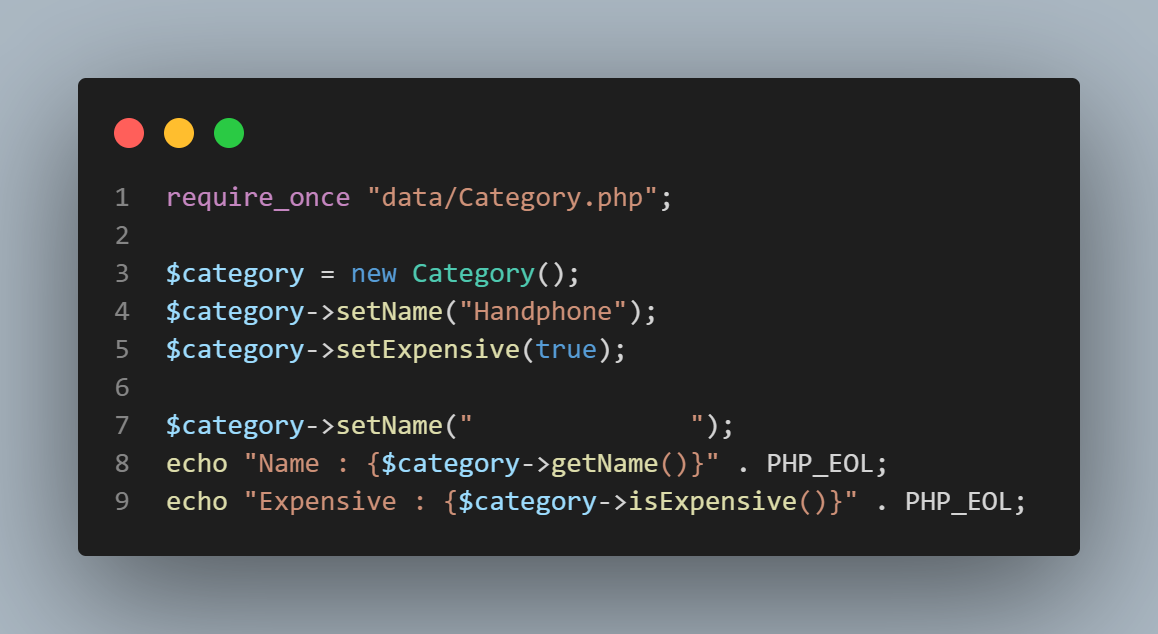 1 require_once "data/Category.php";
2
3 $category = new Category();
4 $category->setName("Handphone");
5 $category->setExpensive(true);
6
7 $category->setName("              ");
8 echo "Name : {$category->getName()}" . PHP_EOL;
9 echo "Expensive : {$category->isExpensive()}" . PHP_EOL;